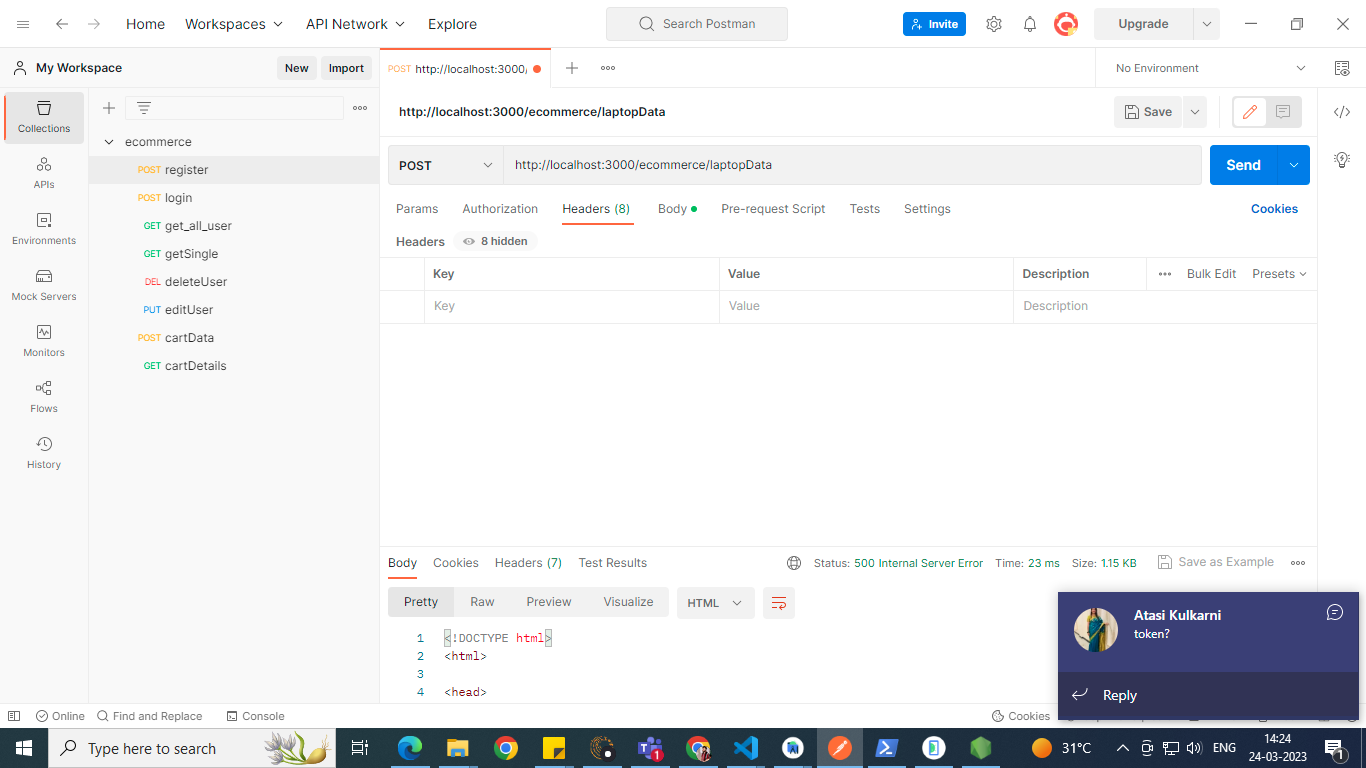 Home Workspaces API Network Explore Search Postman Invite Upgrade
My Workspace New Import POST http://localhost:3000/ No Environment
Collections
APIs
Environments
Mock Servers
Monitors
Flows
History
ecommerce
POST register
POST login
GET get_all_user
GET getSingle
DEL deleteUser
PUT editUser
POST cartData
GET cartDetails
http://localhost:3000/ecommerce/laptopData Save
POST http://localhost:3000/ecommerce/laptopData Send
Params Authorization Headers (8) Body Pre-request Script Tests Settings Cookies
Headers 8 hidden
Key Value Description Bulk Edit Presets
Key Value Description
Body Cookies Headers (7) Test Results Status: 500 Internal Server Error Time: 23 ms Size: 1.15 KB Save as Example
Pretty Raw Preview Visualize HTML
1 <!DOCTYPE html>
2 <html>
3
4 <head>
Atasi Kulkarni
token?
Reply
Online Find and Replace Console Cookies
Type here to search 1 31°C ENG 14:24
24-03-2023 1